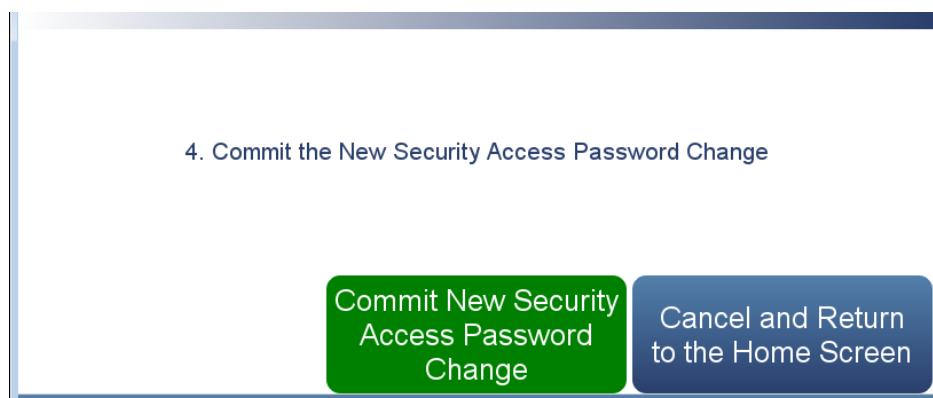 4. Commit the New Security Access Password Change
Commit New Security
Access Password
Change
Cancel and Return
to the Home Screen